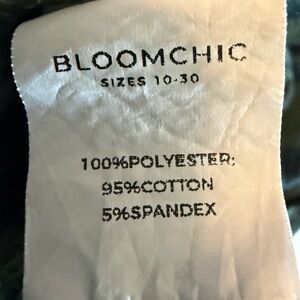 BLOOMCHIC
SIZES 10-30
100%POLYESTER;
95%COTTON
5%SPANDEX